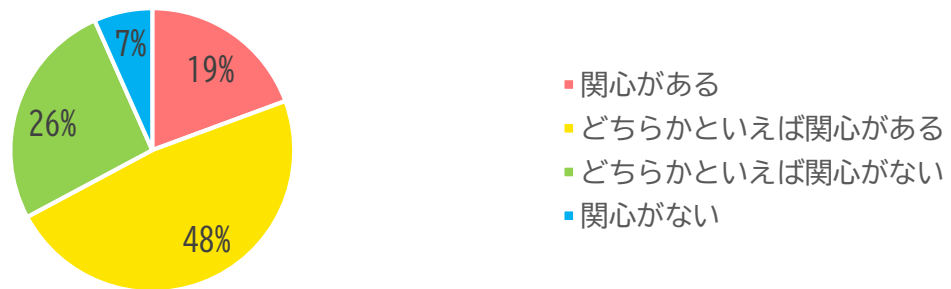 7%
19%
26%
48%
関心がある
どちらかといえば関心がある
どちらかといえば関心がない
関心がない